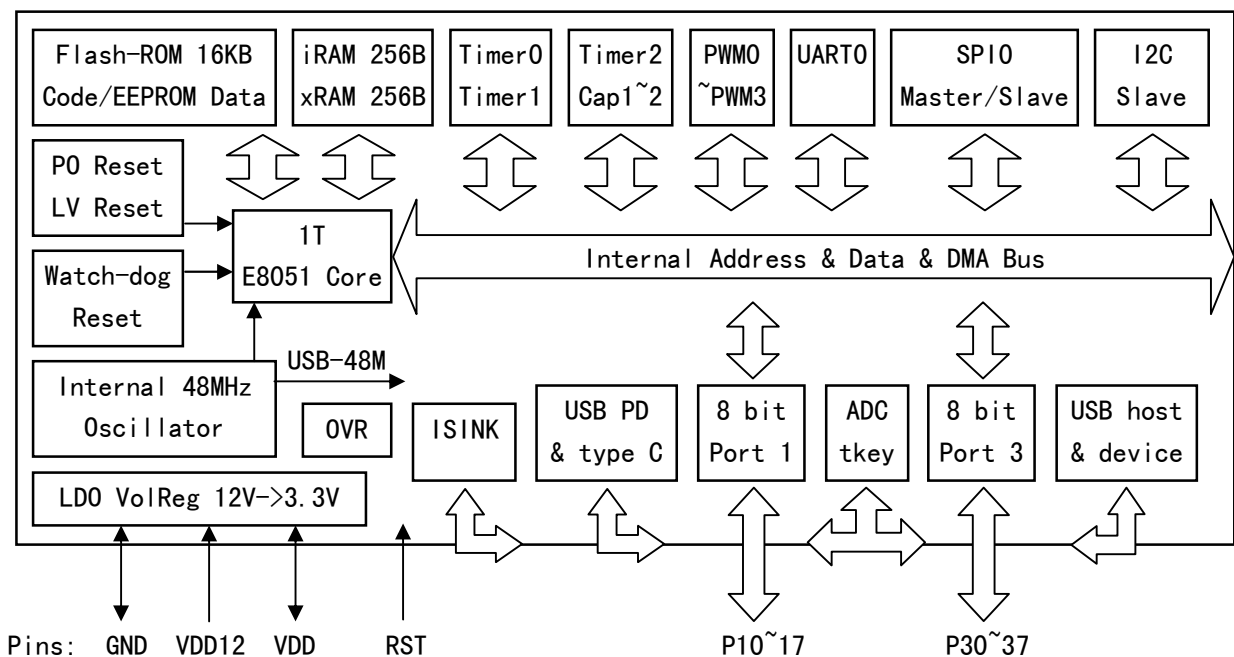 Flash-ROM 16KB
Code/EEPROM Data
iRAM 256B
xRAM 256B
Timer0
Timer1
Timer2
Cap1~2
PWM0
~PWM3
UART0
SPI0
Master/Slave
I2C
Slave
PO Reset
LV Reset
1T
E8051 Core
Internal Address & Data & DMA Bus
Watch-dog
Reset
USB-48M
Internal 48MHz
Oscillator
OVR
ISINK
USB PD
& type C
8 bit
Port 1
ADC
tkey
8 bit
Port 3
USB host
& device
LDO VolReg 12V->3.3V
Pins: GND VDD12 VDD RST P10~17 P30~37